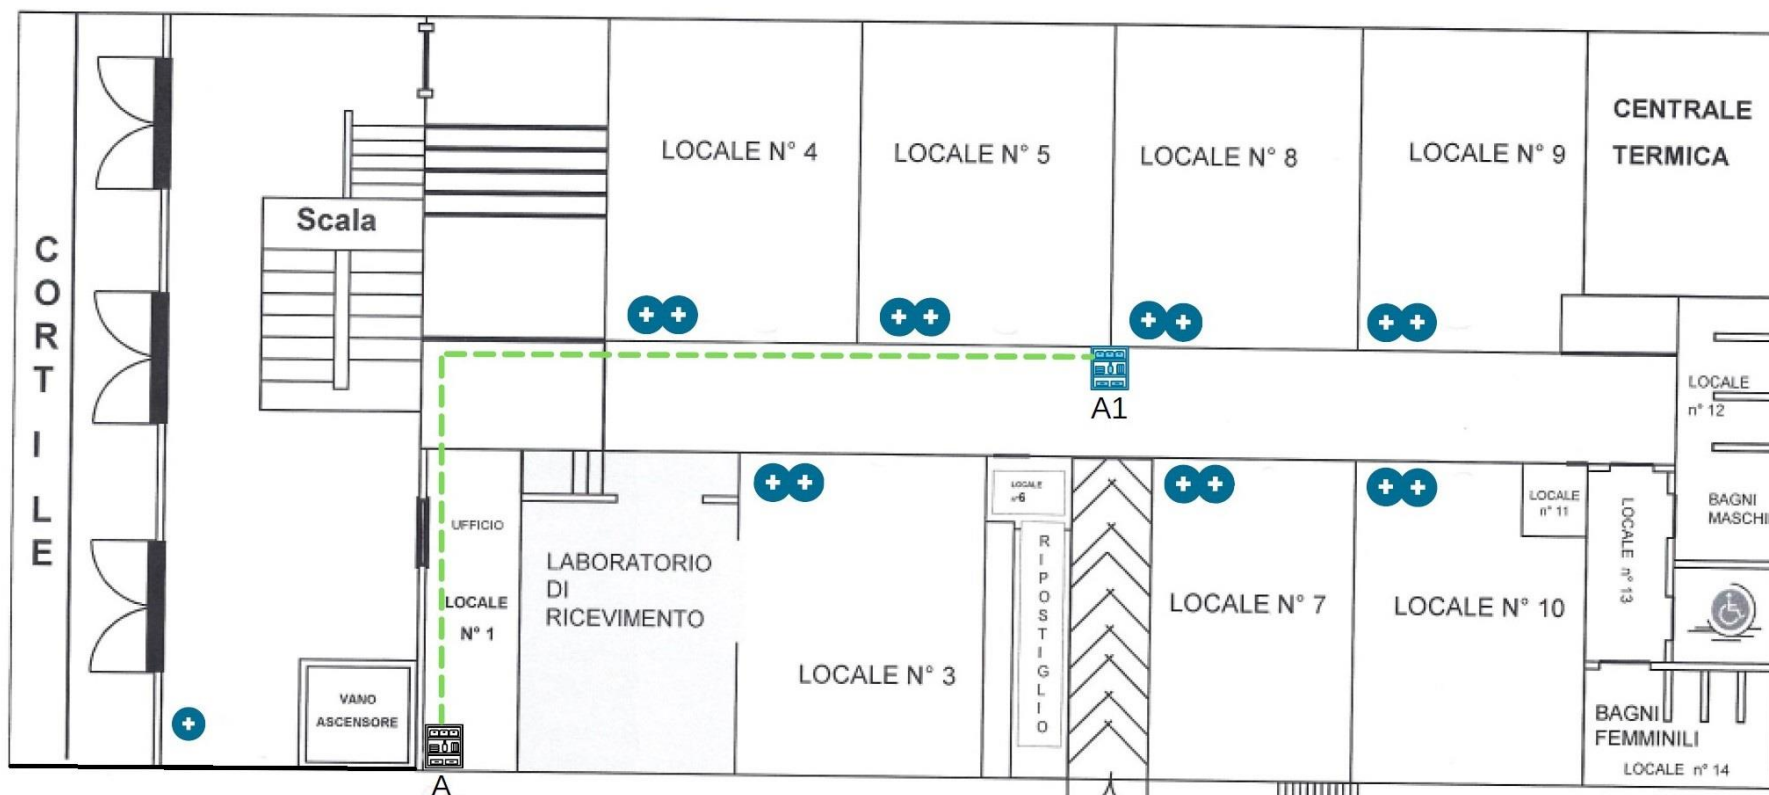 CORTILE
Scala
LOCALE N° 4
LOCALE N° 5
LOCALE N° 8
LOCALE N° 9
CENTRALE
TERMICA
A1
LOCALE
n° 12
UFFICIO
LOCALE
N° 1
LABORATORIO
DI
RICEVIMENTO
LOCALE N° 3
LOCALE
n°6
RIPOSTIGLIO
LOCALE N° 7
LOCALE N° 10
LOCALE
n° 11
LOCALE n° 13
BAGNI
MASCHI
VANO
ASCENSORE
A
BAGNI
FEMMINILI
LOCALE n° 14